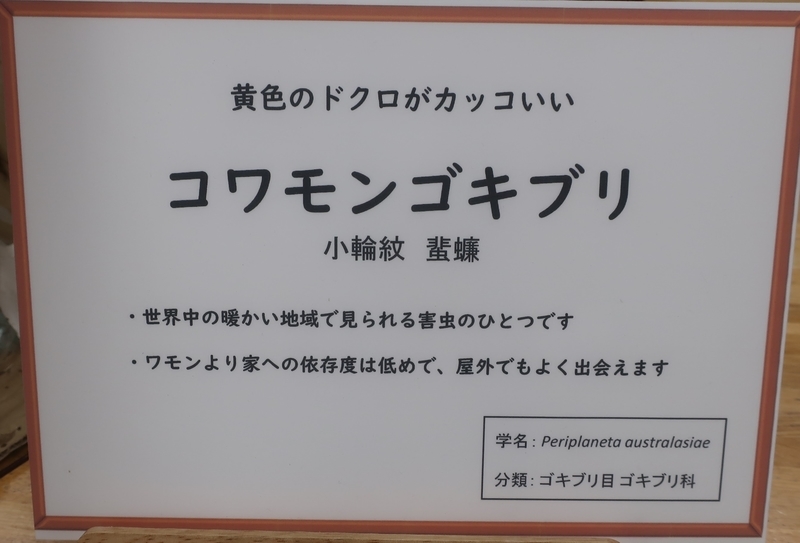 黄色のドクロがカッコいい
コワモンゴキブリ
小輪紋 蜚蠊
・世界中の暖かい地域で見られる害虫のひとつです
・ワモンより家への依存度は低めで、屋外でもよく出会えます
学名：Periplaneta australasiae
分類：ゴキブリ目 ゴキブリ科